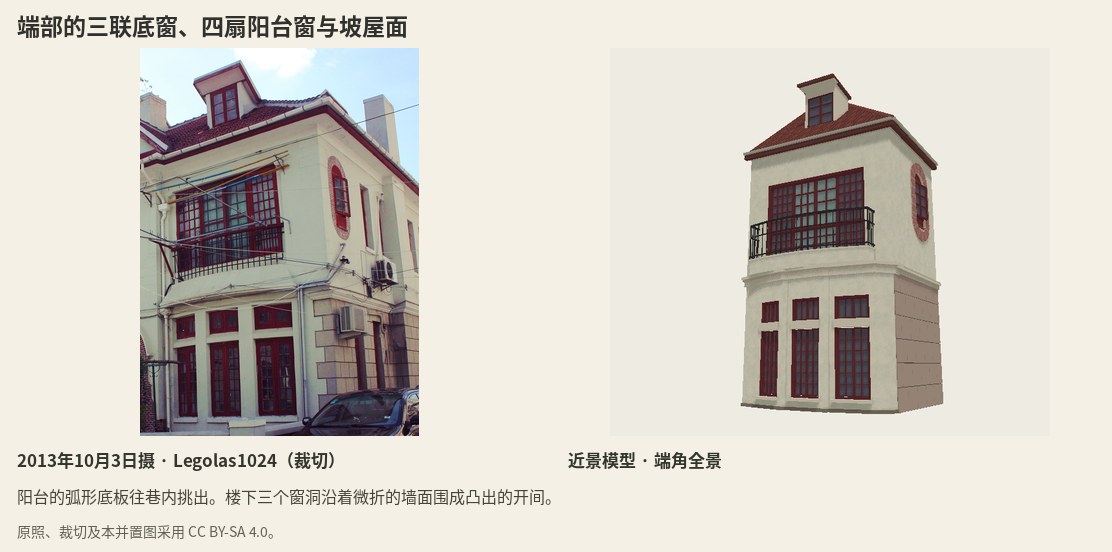 端部的三联底窗、四扇阳台窗与坡屋面
2013年10月3日摄 · Legolas1024（裁切）
近景模型 · 端角全景
阳台的弧形底板往巷内挑出。楼下三个窗洞沿着微折的墙面围成凸出的开间。
原照、裁切及本并置图采用 CC BY-SA 4.0。